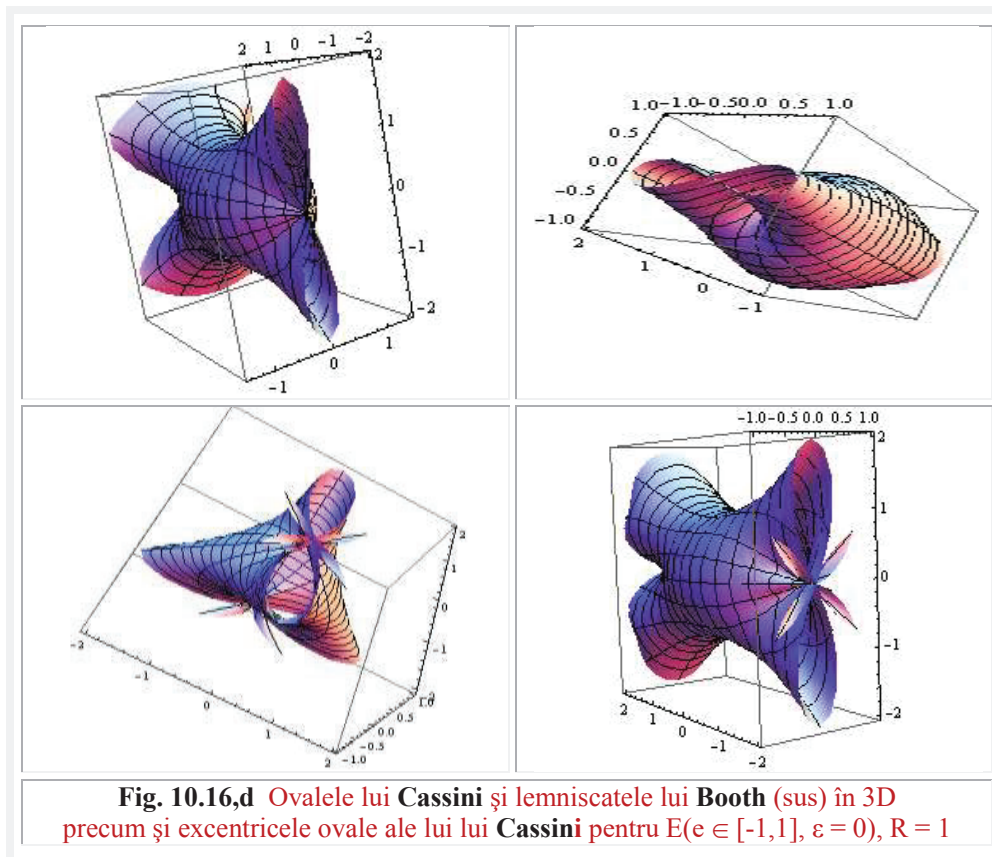 2 1 0 -1 -2
2
1
0
-1
-2
-1 0 1
1.0 -1.0 -0.5 0.0 0.5 1.0
0.5
0.0
-0.5
-1.0
2 1 0 -1
2
1
0
-1
-2 -1 0 1 2
-1.0 -0.5 0.0 0.5 1.0
-1.0 -0.5 0.0 0.5 1.0
2
1
0
-1
-2
2 1 0 -1 -2
Fig. 10.16,d Ovalele lui Cassini şi lemniscatele lui Booth (sus) în 3D
precum şi excentricele ovale ale lui lui Cassini pentru E(e ∈ [-1,1], ε = 0), R = 1